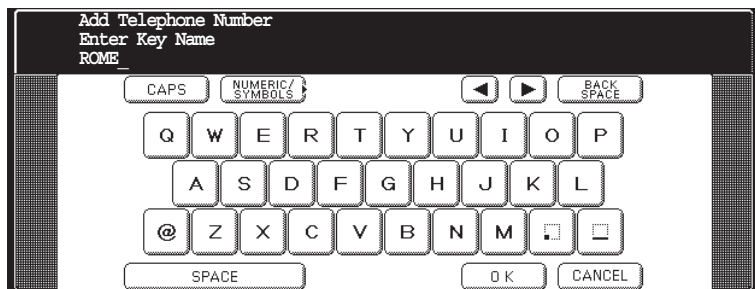 Add Telephone Number
Enter Key Name
ROME_
CAPS NUMERIC/SYMBOLS ◀ ▶ BACK SPACE
Q W E R T Y U I O P
A S D F G H J K L
@ Z X C V B N M . _
SPACE OK CANCEL